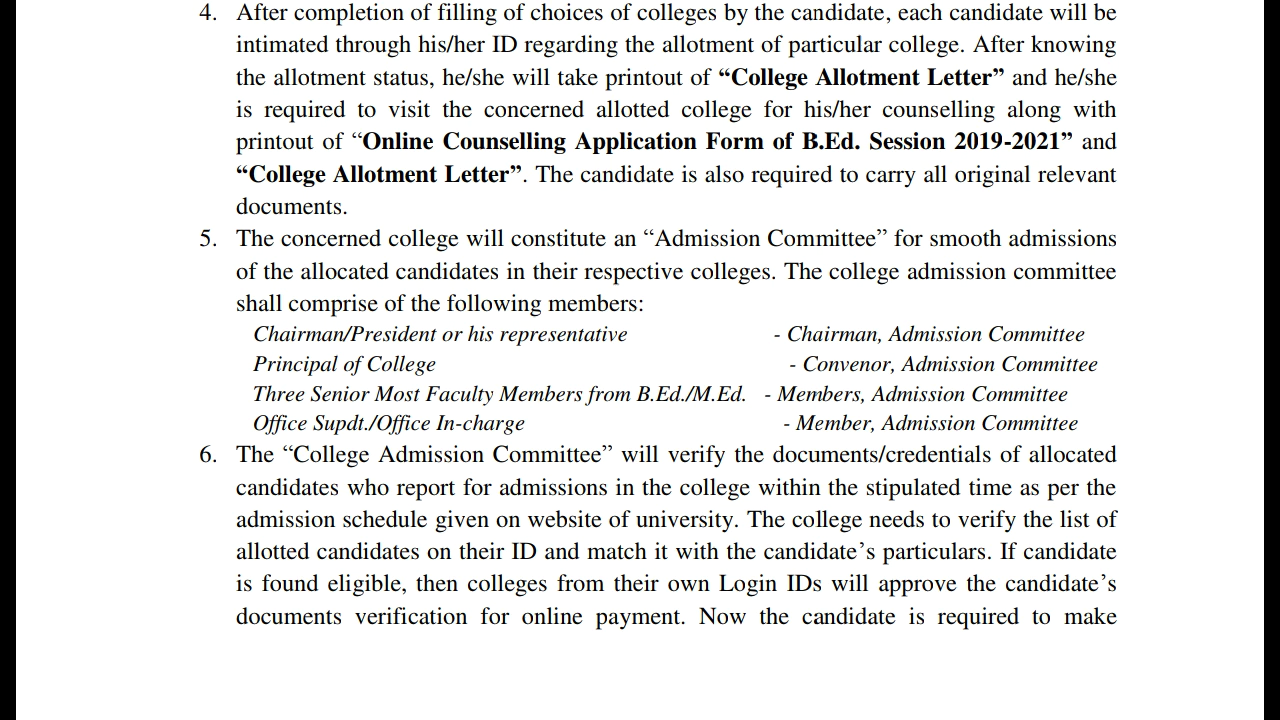 4. After completion of filling of choices of colleges by the candidate, each candidate will be
intimated through his/her ID regarding the allotment of particular college. After knowing
the allotment status, he/she will take printout of “College Allotment Letter” and he/she
is required to visit the concerned allotted college for his/her counselling along with
printout of “Online Counselling Application Form of B.Ed. Session 2019-2021” and
“College Allotment Letter”. The candidate is also required to carry all original relevant
documents.
5. The concerned college will constitute an “Admission Committee” for smooth admissions
of the allocated candidates in their respective colleges. The college admission committee
shall comprise of the following members:
Chairman/President or his representative - Chairman, Admission Committee
Principal of College - Convenor, Admission Committee
Three Senior Most Faculty Members from B.Ed./M.Ed. - Members, Admission Committee
Office Supdt./Office In-charge - Member, Admission Committee
6. The “College Admission Committee” will verify the documents/credentials of allocated
candidates who report for admissions in the college within the stipulated time as per the
admission schedule given on website of university. The college needs to verify the list of
allotted candidates on their ID and match it with the candidate’s particulars. If candidate
is found eligible, then colleges from their own Login IDs will approve the candidate’s
documents verification for online payment. Now the candidate is required to make